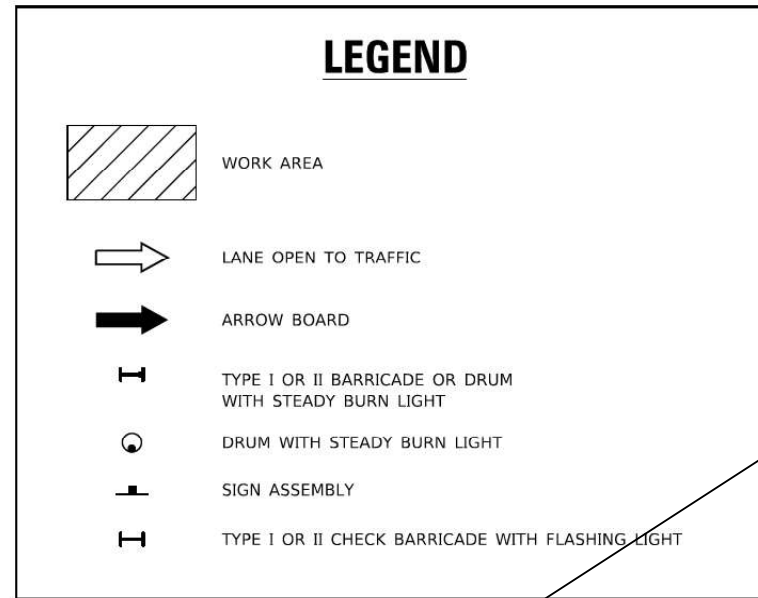 LEGEND
WORK AREA
LANE OPEN TO TRAFFIC
ARROW BOARD
TYPE I OR II BARRICADE OR DRUM
WITH STEADY BURN LIGHT
DRUM WITH STEADY BURN LIGHT
SIGN ASSEMBLY
TYPE I OR II CHECK BARRICADE WITH FLASHING LIGHT